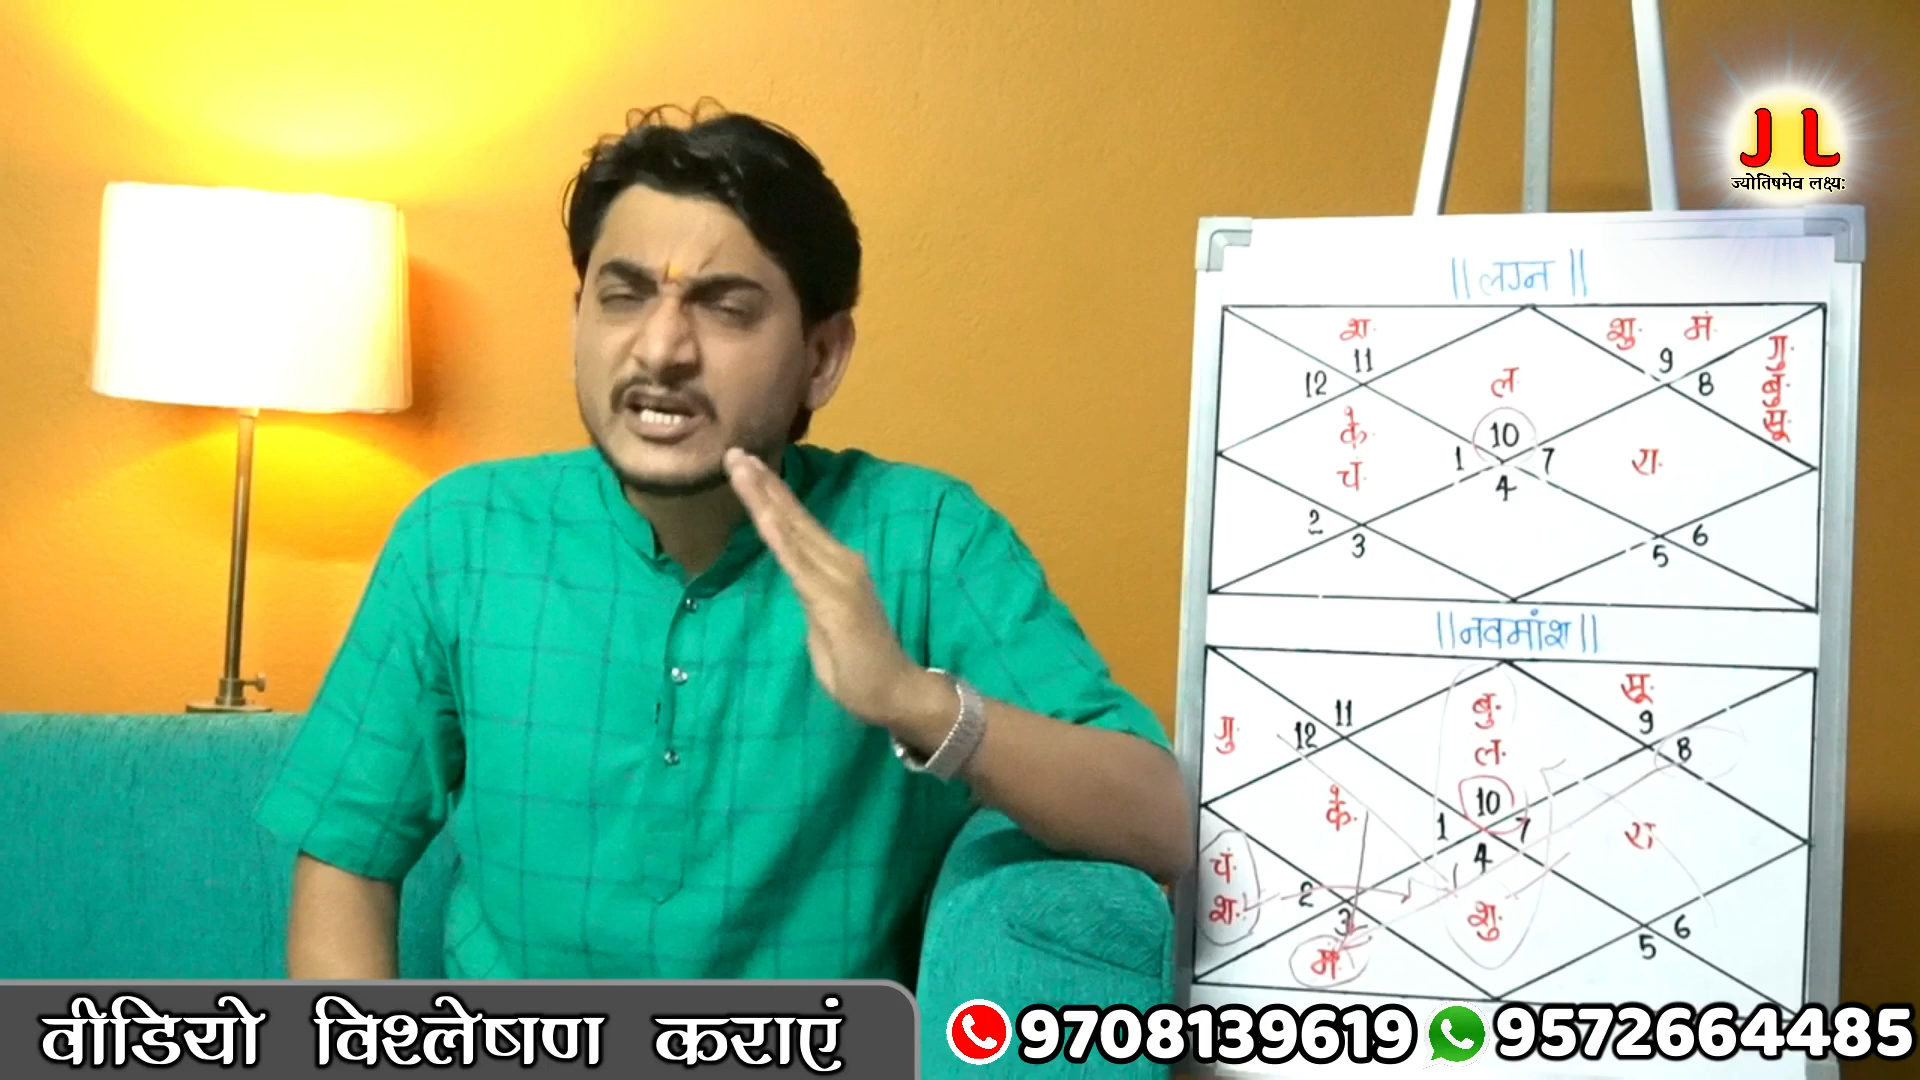 J L
ज्योतिषमेव लक्ष्यः
||लग्न||
श. शु. मं.
11 9 गु.
12 8 बु.
ल. सू.
के. 10
चं. 1 7 रा.
4
2 6
3 5
||नवमांश||
बु. सू.
11 9
गु 12 ल. 8
के. 10
1 7 रा
चं. 4
श. 2 शु. 6
3 5
मं.
वीडियो विश्लेषण कराएं
9708139619 9572664485